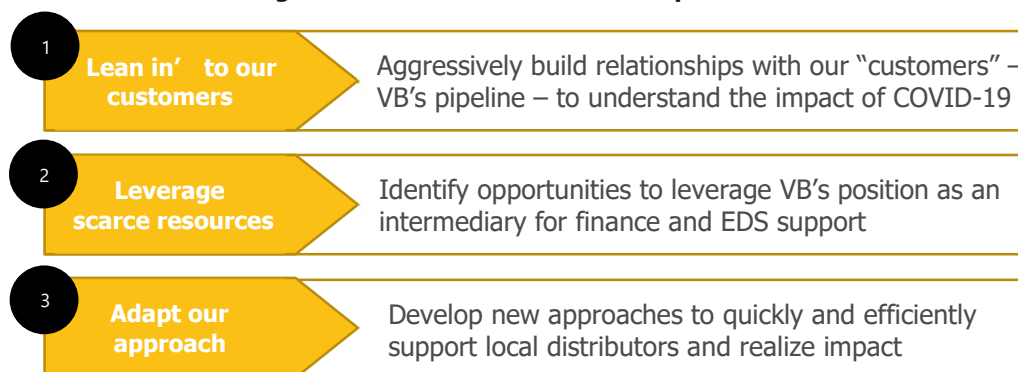 1
Lean in’ to our
customers
Aggressively build relationships with our “customers” –
VB’s pipeline – to understand the impact of COVID-19
2
Leverage
scarce resources
Identify opportunities to leverage VB’s position as an
intermediary for finance and EDS support
3
Adapt our
approach
Develop new approaches to quickly and efficiently
support local distributors and realize impact